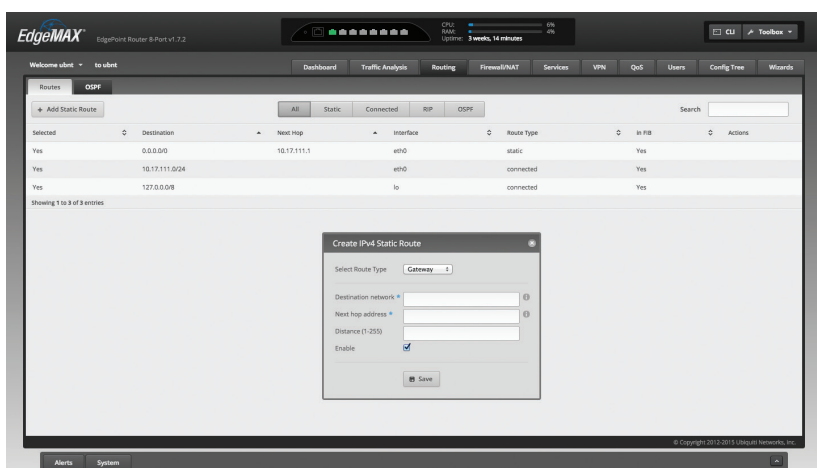 EdgeMAX EdgePoint Router 8-Port v1.7.2
CPU: 6%
RAM: 4%
Uptime: 3 weeks, 14 minutes
CLI Toolbox
Welcome ubnt to ubnt
Dashboard Traffic Analysis Routing Firewall/NAT Services VPN QoS Users Config Tree Wizards
Routes OSPF
+ Add Static Route
All Static Connected RIP OSPF
Search
Selected Destination Next Hop Interface Route Type in FIB Actions
Yes 0.0.0.0/0 10.17.111.1 eth0 static Yes
Yes 10.17.111.0/24 eth0 connected Yes
Yes 127.0.0.0/8 lo connected Yes
Showing 1 to 3 of 3 entries
Create IPv4 Static Route
Select Route Type Gateway
Destination network *
Next hop address *
Distance (1-255)
Enable
Save
© Copyright 2012-2015 Ubiquiti Networks, Inc.
Alerts System